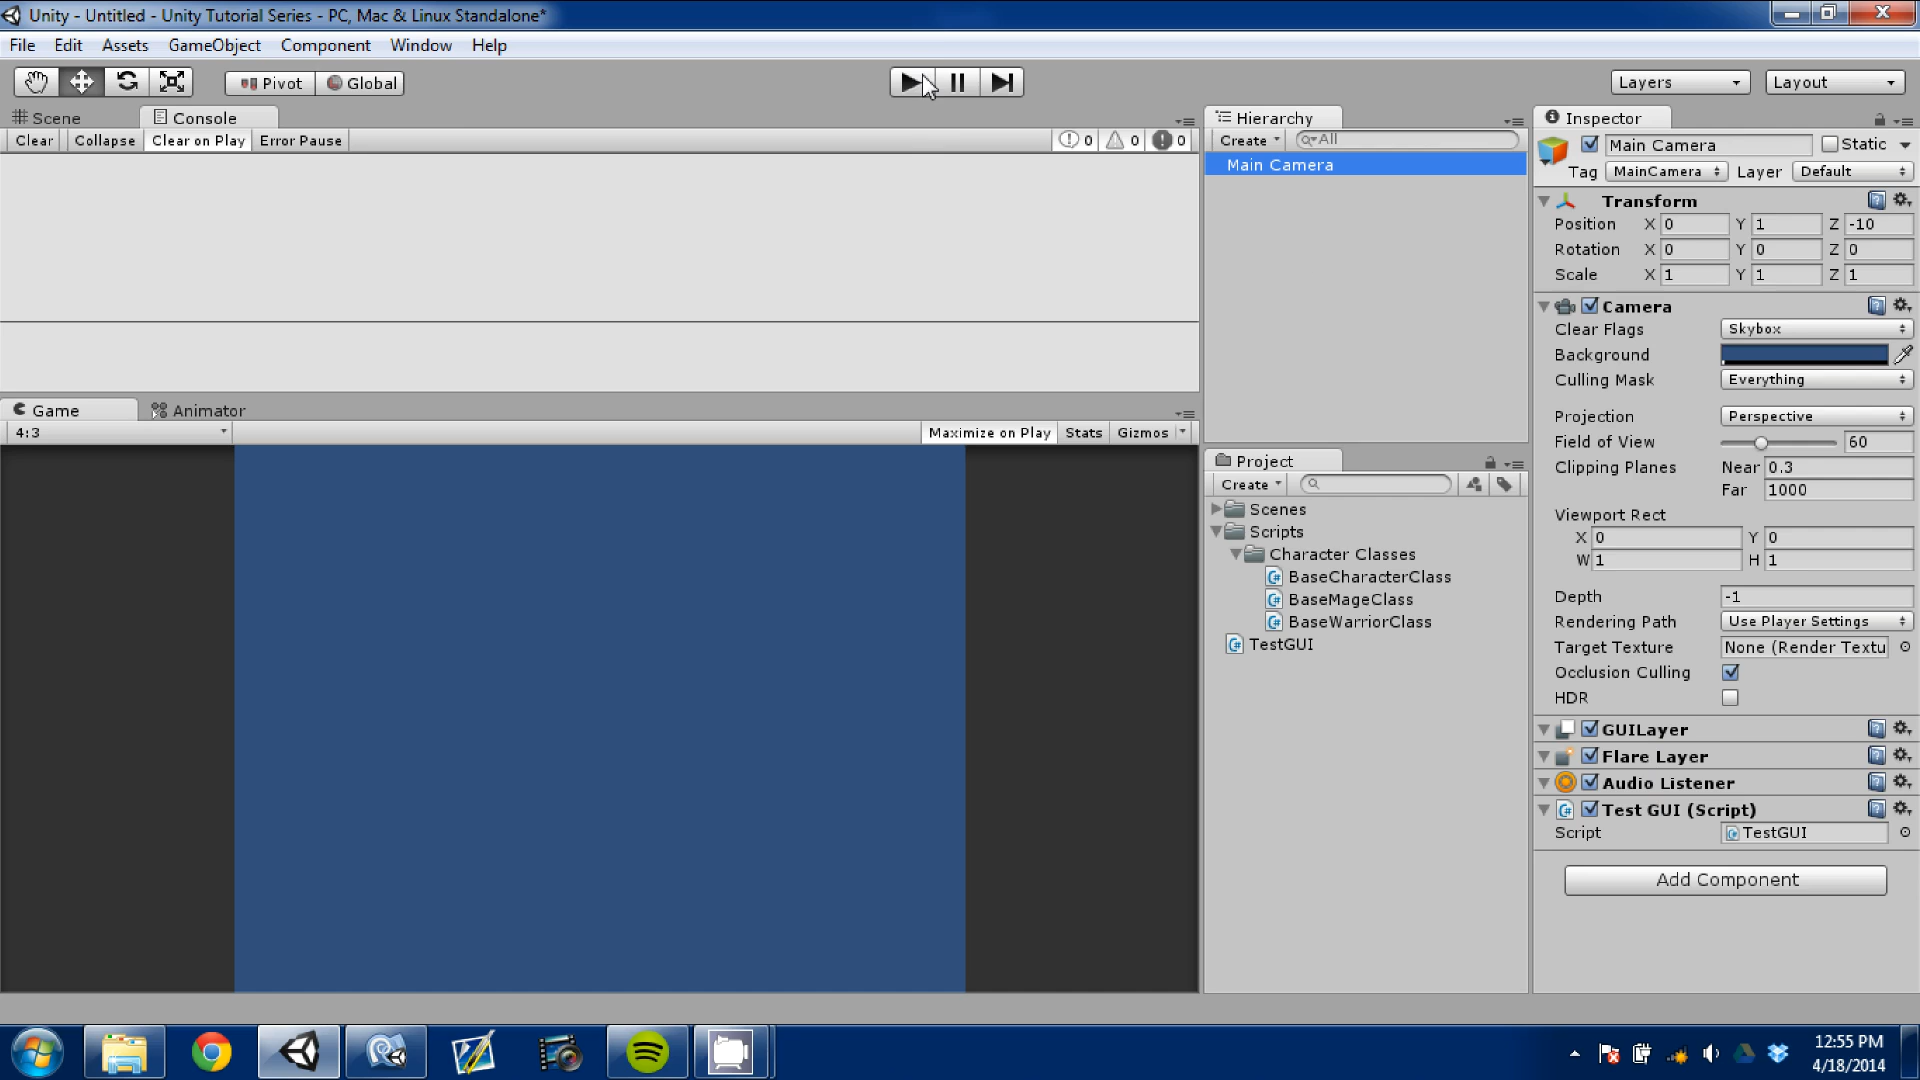 Unity - Untitled - Unity Tutorial Series - PC, Mac & Linux Standalone*
File Edit Assets GameObject Component Window Help
Pivot Global Layers Layout
Scene Console
Clear Collapse Clear on Play Error Pause 0 0 0
Game Animator
4:3 Maximize on Play Stats Gizmos
Hierarchy
Create All
Main Camera
Project
Create
Scenes
Scripts
Character Classes
BaseCharacterClass
BaseMageClass
BaseWarriorClass
TestGUI
Inspector
Main Camera Static
Tag MainCamera Layer Default
Transform
Position X 0 Y 1 Z -10
Rotation X 0 Y 0 Z 0
Scale X 1 Y 1 Z 1
Camera
Clear Flags Skybox
Background
Culling Mask Everything
Projection Perspective
Field of View 60
Clipping Planes Near 0.3
Far 1000
Viewport Rect
X 0 Y 0
W 1 H 1
Depth -1
Rendering Path Use Player Settings
Target Texture None (Render Textu
Occlusion Culling
HDR
GUILayer
Flare Layer
Audio Listener
Test GUI (Script)
Script TestGUI
Add Component
12:55 PM
4/18/2014